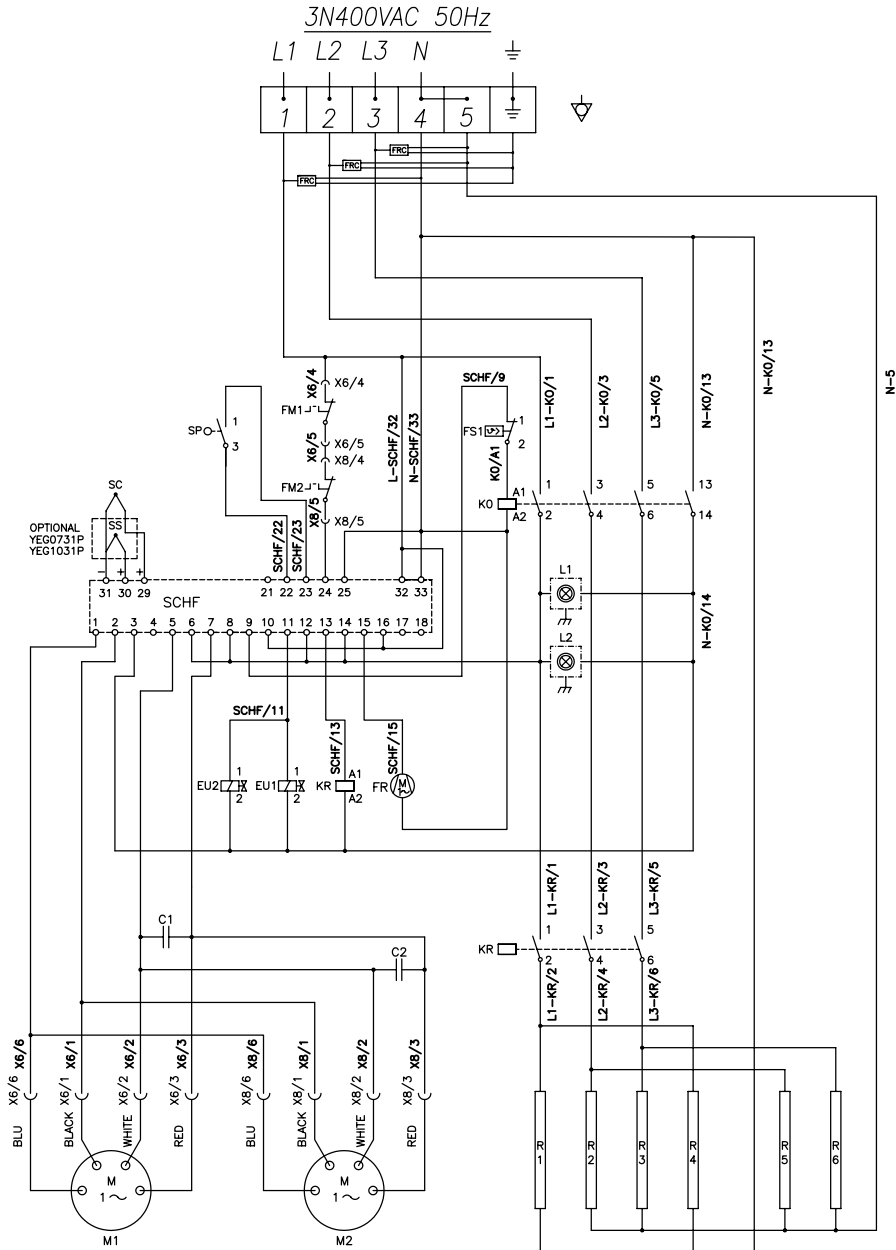 3N400VAC 50Hz
L1 L2 L3 N
1 2 3 4 5
FRC
FRC
FRC
X6/4 X6/4
FM1
X6/5 X6/5
X8/4
FM2
X8/5 X8/5
SP
1
3
SCHF/9
FS1
1
2
K0/A1
L-SCHF/32
N-SCHF/33
L1-K0/1
L2-K0/3
L3-K0/5
N-K0/13
N-K0/13
N-5
K0
A1
A2
1 3 5 13
2 4 6 14
SC
SS
OPTIONAL
YEG0731P
YEG1031P
- + +
SCHF/22
SCHF/23
31 30 29 21 22 23 24 25 32 33
SCHF
1 2 3 4 5 6 7 8 9 10 11 12 13 14 15 16 17 18
L1
L2
N-K0/14
SCHF/11
SCHF/13
SCHF/15
EU2
1
2
EU1
1
2
KR
A1
A2
FR
M
L1-KR/1
L2-KR/3
L3-KR/5
C1
C2
KR
1 3 5
2 4 6
L1-KR/2
L2-KR/4
L3-KR/6
X6/6 X6/6
X6/1 X6/1
X6/2 X6/2
X6/3 X6/3
X8/6 X8/6
X8/1 X8/1
X8/2 X8/2
X8/3 X8/3
BLU BLACK WHITE RED
BLU BLACK WHITE RED
M
1~
M1
M
1~
M2
R1 R2 R3 R4 R5 R6